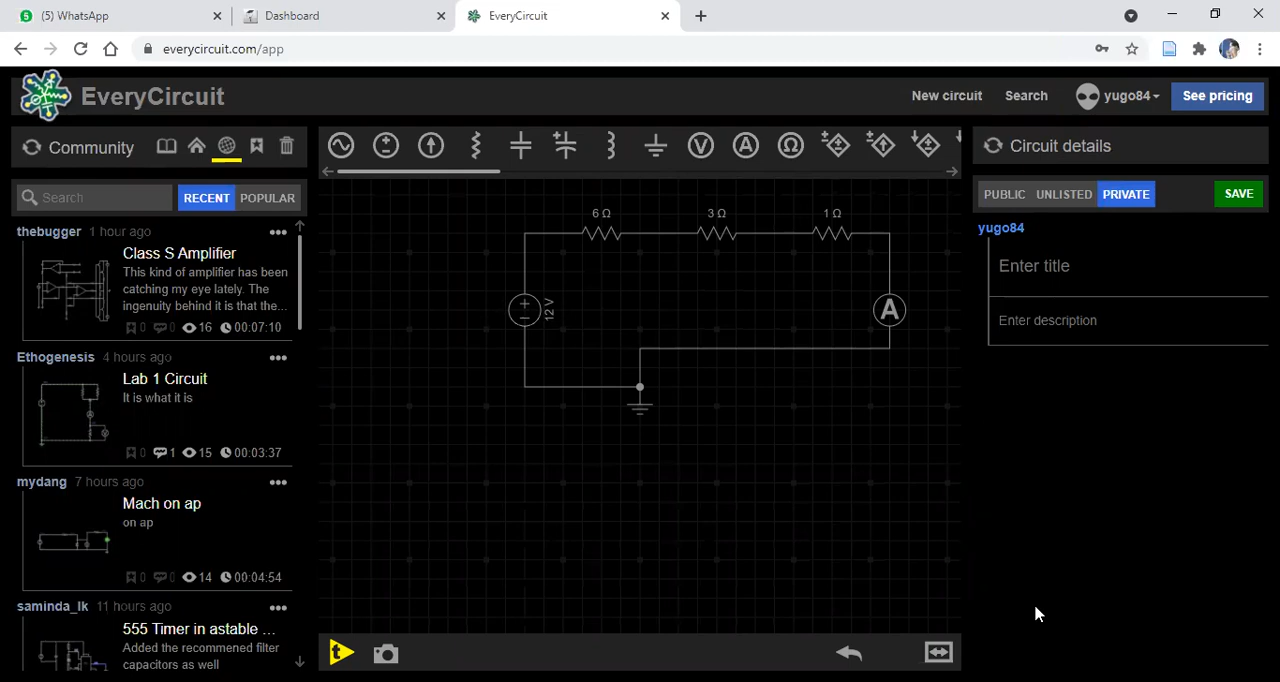 5 (5) WhatsApp
Dashboard
EveryCircuit
everycircuit.com/app
EveryCircuit
New circuit
Search
yugo84
See pricing
Community
Search
RECENT
POPULAR
thebugger 1 hour ago
Class S Amplifier
This kind of amplifier has been
catching my eye lately. The
ingenuity behind it is that the...
0 0 16 00:07:10
Ethogenesis 4 hours ago
Lab 1 Circuit
It is what it is
0 1 15 00:03:37
mydang 7 hours ago
Mach on ap
on ap
0 0 14 00:04:54
saminda_lk 11 hours ago
555 Timer in astable ...
Added the recommened filter
capacitors as well
V A Ω
6 Ω 3 Ω 1 Ω
12 V
A
t
Circuit details
PUBLIC UNLISTED PRIVATE SAVE
yugo84
Enter title
Enter description